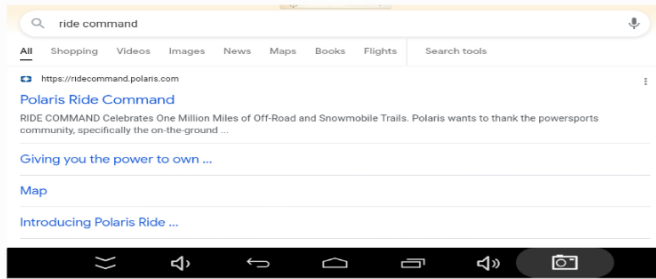 ride command
All Shopping Videos Images News Maps Books Flights Search tools
https://ridecommand.polaris.com
Polaris Ride Command
RIDE COMMAND Celebrates One Million Miles of Off-Road and Snowmobile Trails. Polaris wants to thank the powersports
community, specifically the on-the-ground ...
Giving you the power to own ...
Map
Introducing Polaris Ride ...